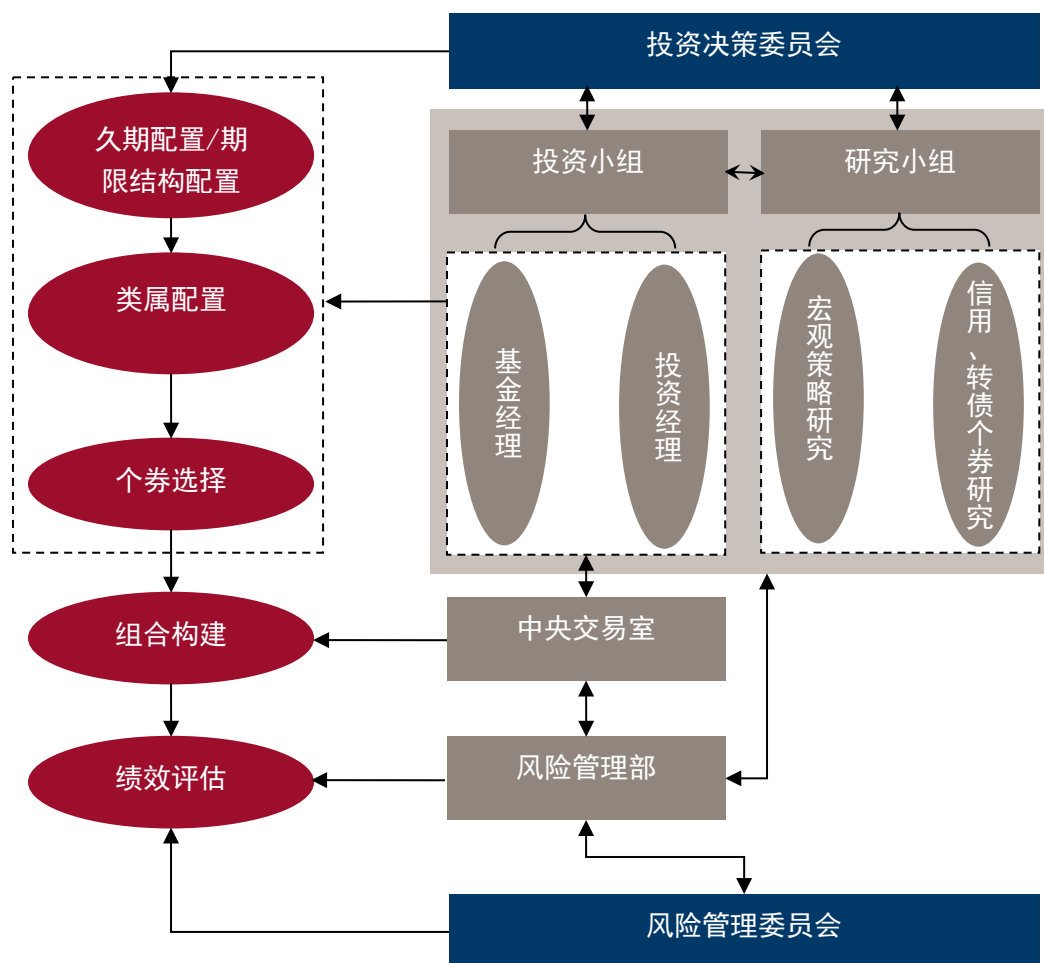 投资决策委员会
久期配置/期
限结构配置
投资小组
研究小组
类属配置
基金经理
投资经理
宏观策略研究
信用、转债个券研究
个券选择
组合构建
中央交易室
绩效评估
风险管理部
风险管理委员会